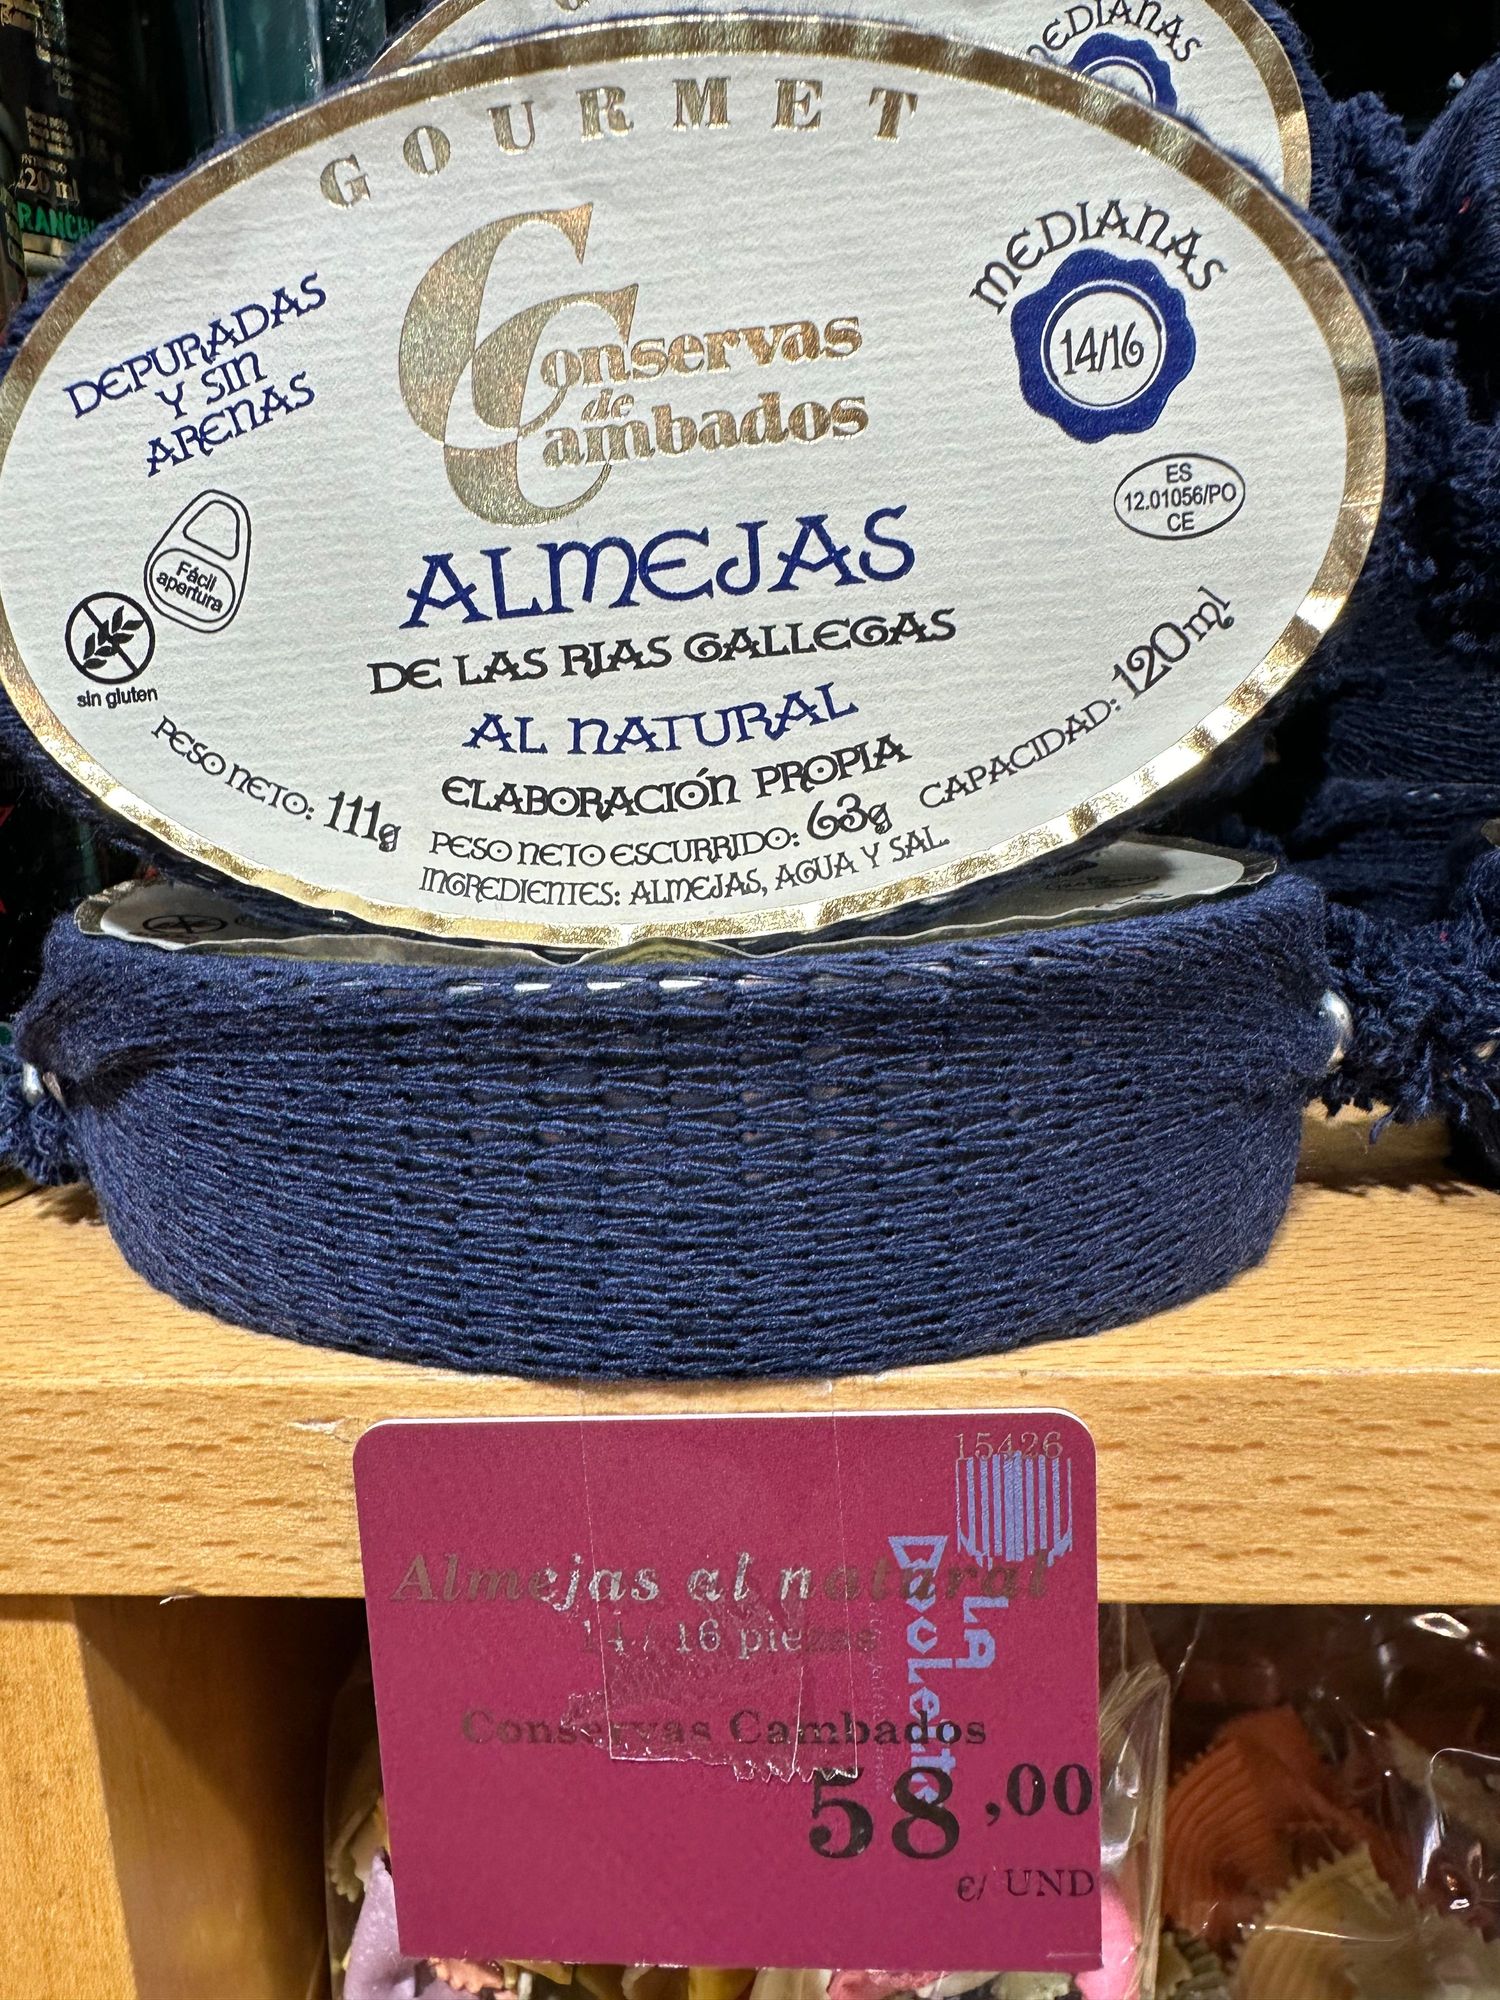 GOURMET
MEDIANAS
MEDIANAS
14/16
DEPURADAS
Y SIN
ARENAS
Conservas
de
Cambados
ES
12.01056/PO
CE
ALMEJAS
DE LAS RIAS GALLEGAS
AL NATURAL
ELABORACIÓN PROPIA
Fácil
apertura
sin gluten
PESO NETO: 111g
PESO NETO ESCURRIDO: 63g
CAPACIDAD: 120ml
INGREDIENTES: ALMEJAS, AGUA Y SAL.
15426
Almejas al natural
14 / 16 piezas
Conservas Cambados
58,00
€/ UND